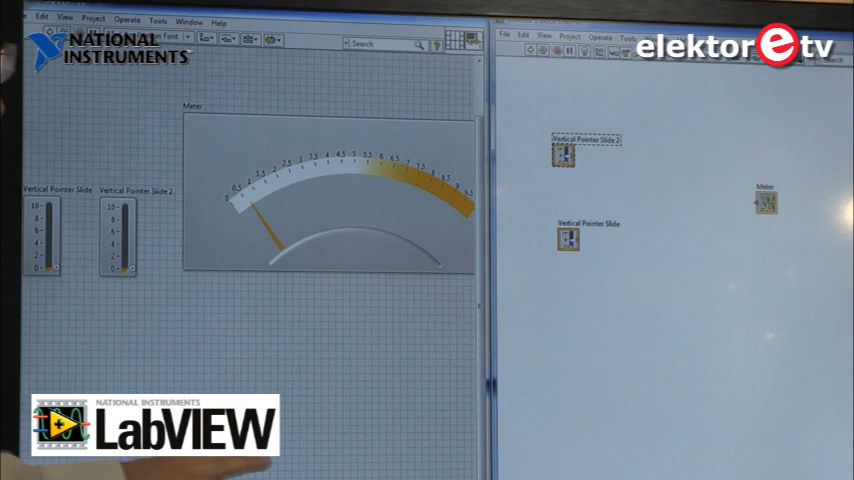 Edit View Project Operate Tools Window Help
File Edit View Project Operate Tools
NATIONAL
INSTRUMENTS
elektor e tv
Font
Search
Search
Meter
0 0.5 1 1.5 2 2.5 3 3.5 4 4.5 5 5.5 6 6.5 7 7.5 8 8.5 9 9.5
Vertical Pointer Slide 2
Vertical Pointer Slide
Vertical Pointer Slide 2
Meter
10
8
6
4
2
0
10
8
6
4
2
0
Vertical Pointer Slide
NATIONAL INSTRUMENTS
LabVIEW